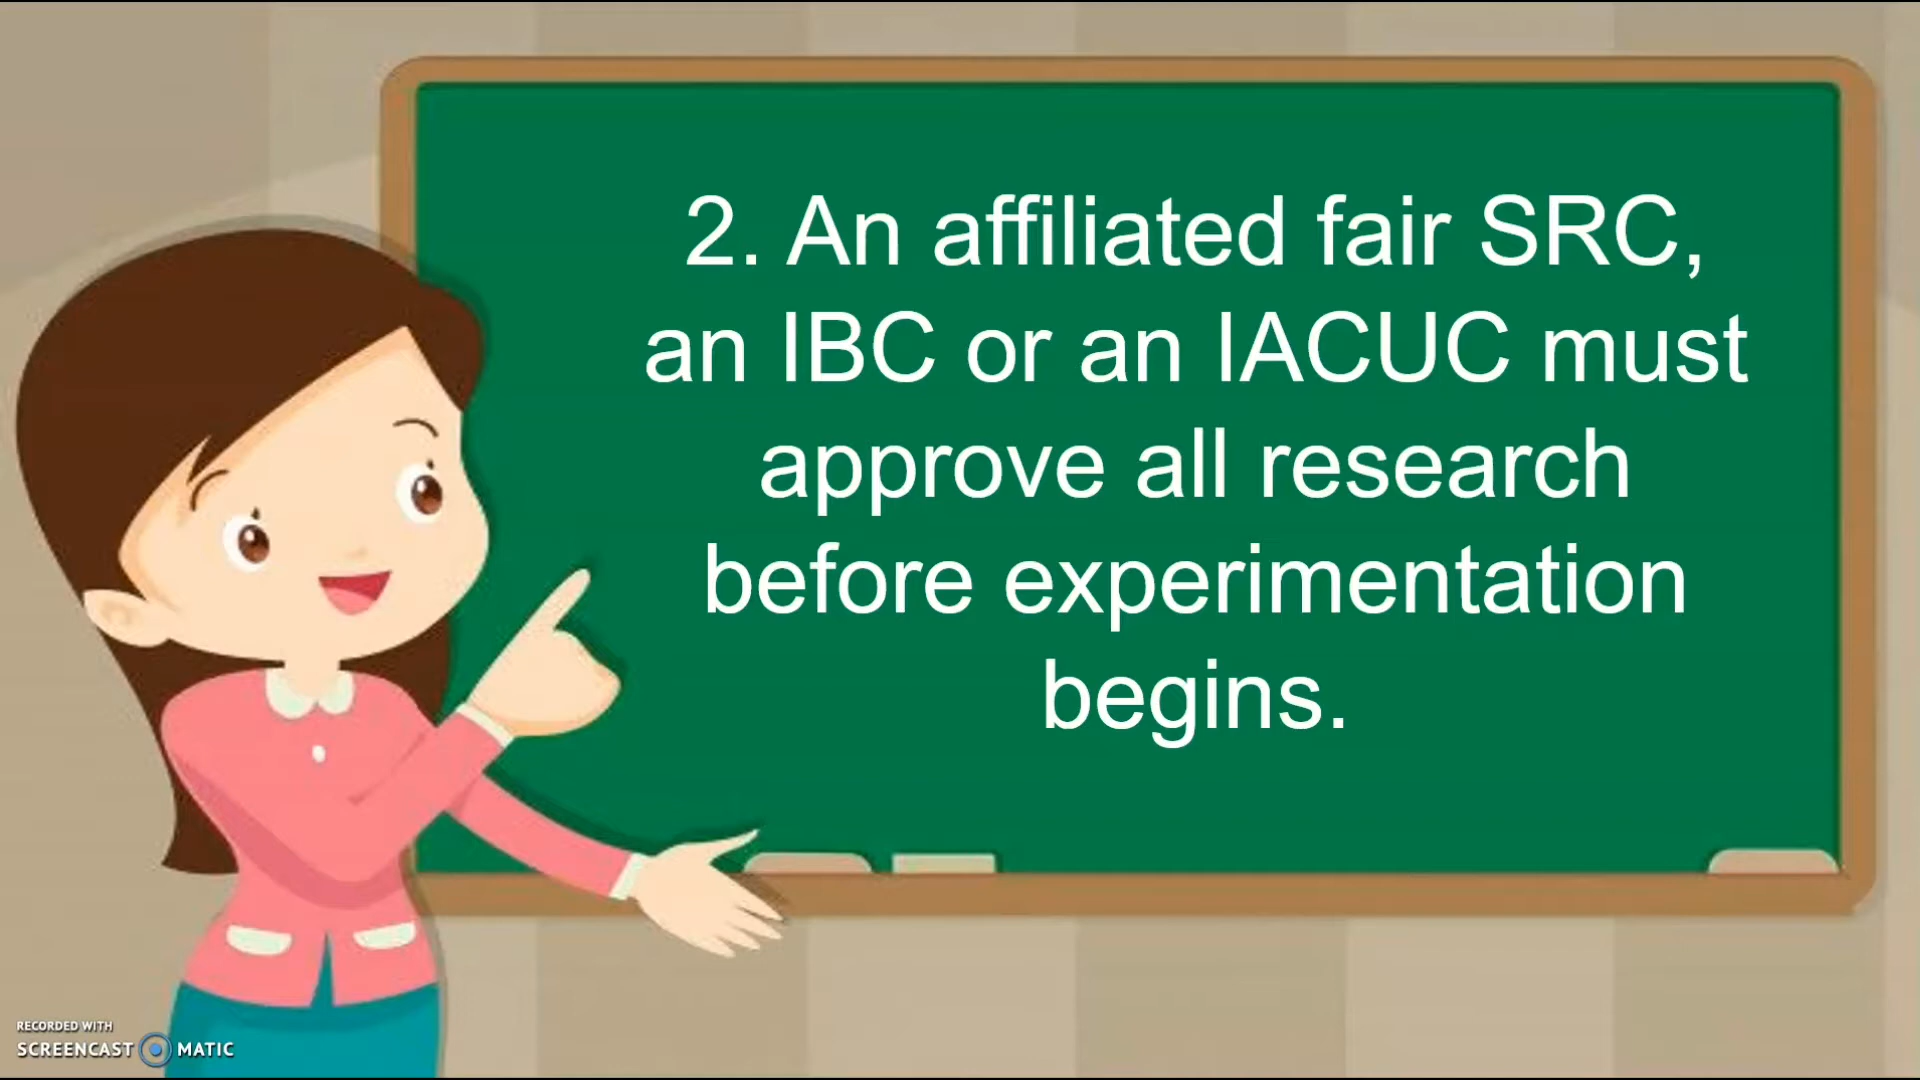 2. An affiliated fair SRC,
an IBC or an IACUC must
approve all research
before experimentation
begins.
RECORDED WITH
SCREENCAST MATIC